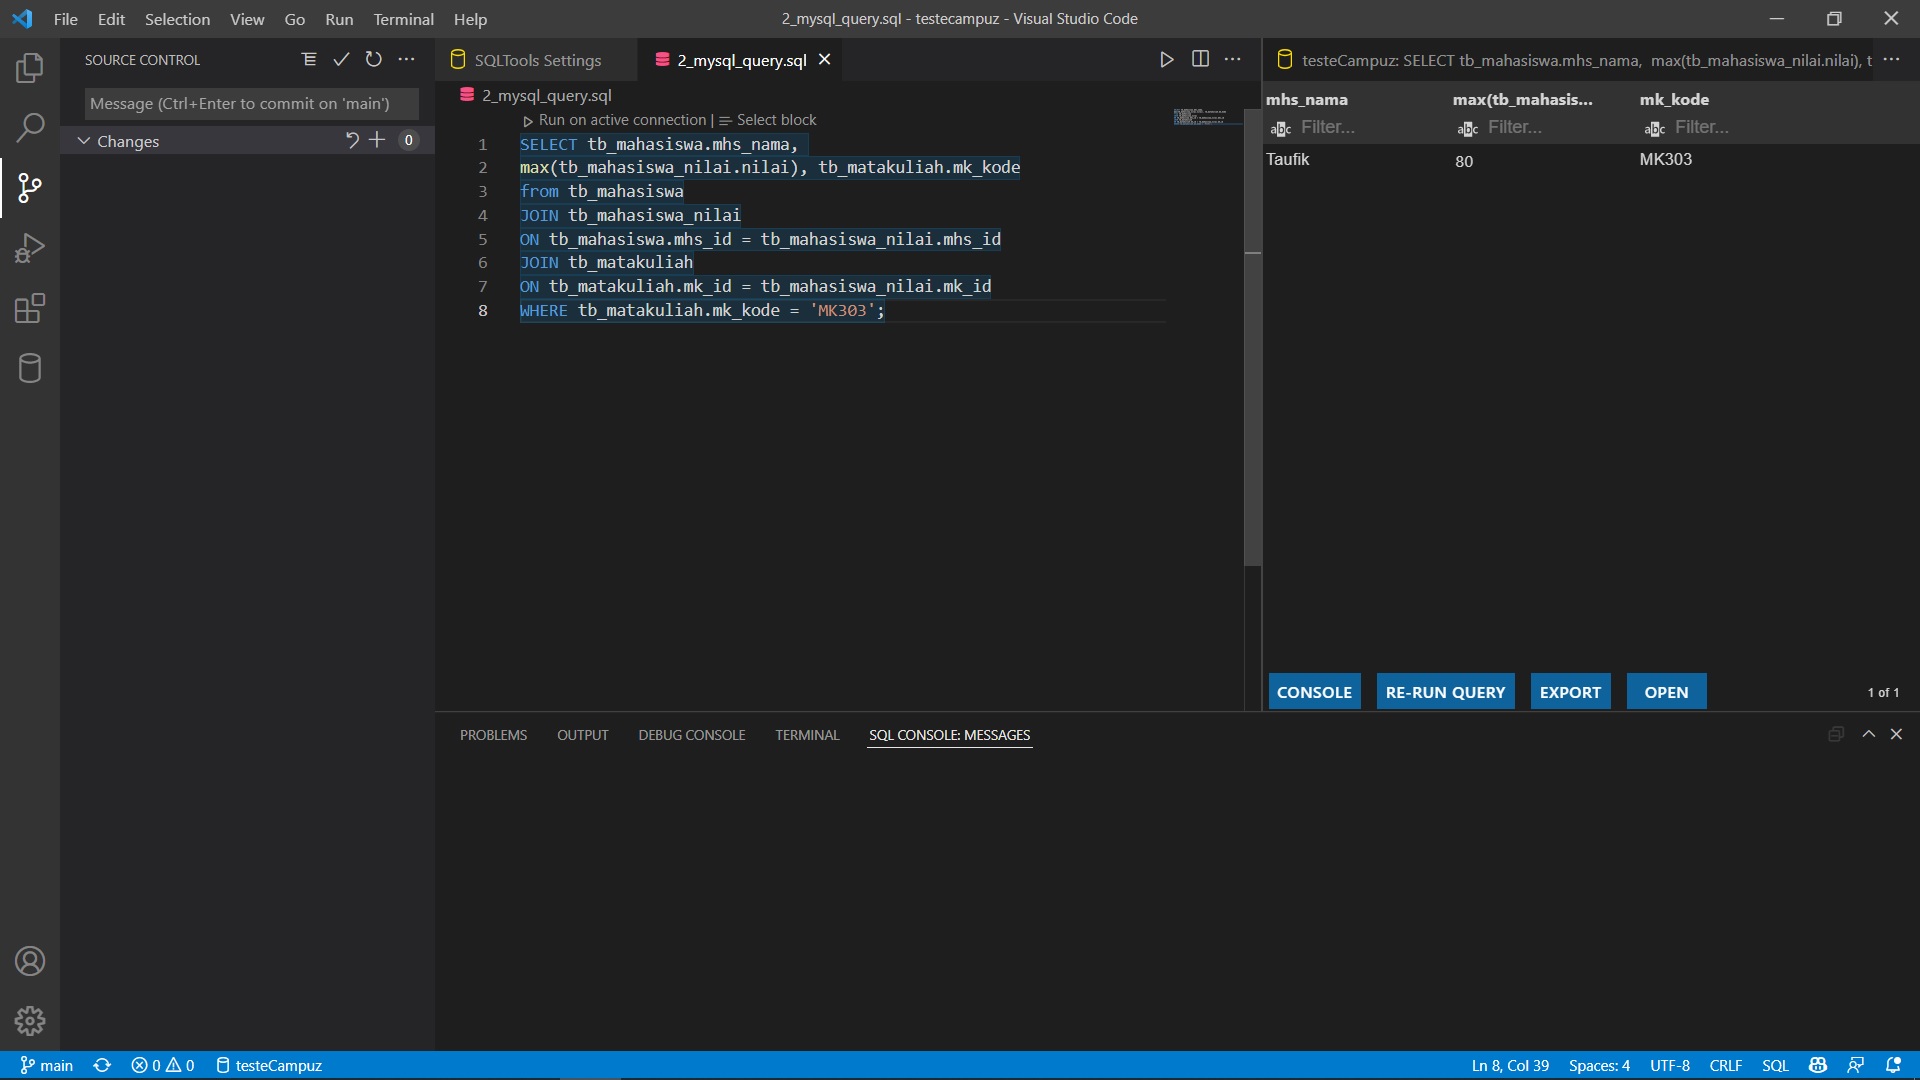 File Edit Selection View Go Run Terminal Help
2_mysql_query.sql - testecampuz - Visual Studio Code
SOURCE CONTROL
Message (Ctrl+Enter to commit on 'main')
Changes
0
SQLTools Settings
2_mysql_query.sql
2_mysql_query.sql
Run on active connection | Select block
1 SELECT tb_mahasiswa.mhs_nama,
2 max(tb_mahasiswa_nilai.nilai), tb_matakuliah.mk_kode
3 from tb_mahasiswa
4 JOIN tb_mahasiswa_nilai
5 ON tb_mahasiswa.mhs_id = tb_mahasiswa_nilai.mhs_id
6 JOIN tb_matakuliah
7 ON tb_matakuliah.mk_id = tb_mahasiswa_nilai.mk_id
8 WHERE tb_matakuliah.mk_kode = 'MK303';
testeCampuz: SELECT tb_mahasiswa.mhs_nama, max(tb_mahasiswa_nilai.nilai), t
mhs_nama max(tb_mahasis... mk_kode
abc Filter... abc Filter... abc Filter...
Taufik 80 MK303
CONSOLE RE-RUN QUERY EXPORT OPEN 1 of 1
PROBLEMS OUTPUT DEBUG CONSOLE TERMINAL SQL CONSOLE: MESSAGES
main 0 0 testeCampuz Ln 8, Col 39 Spaces: 4 UTF-8 CRLF SQL